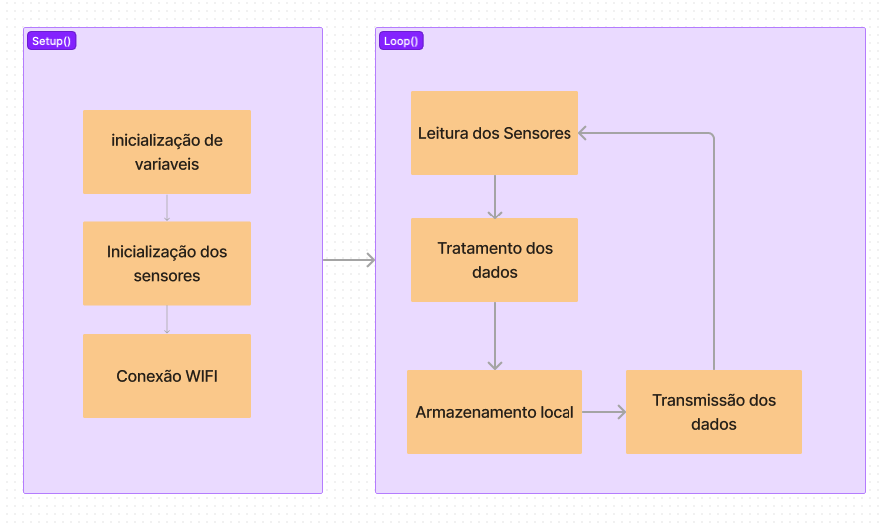 Setup()
inicialização de
variaveis
Inicialização dos
sensores
Conexão WIFI
Loop()
Leitura dos Sensores
Tratamento dos
dados
Armazenamento local
Transmissão dos
dados